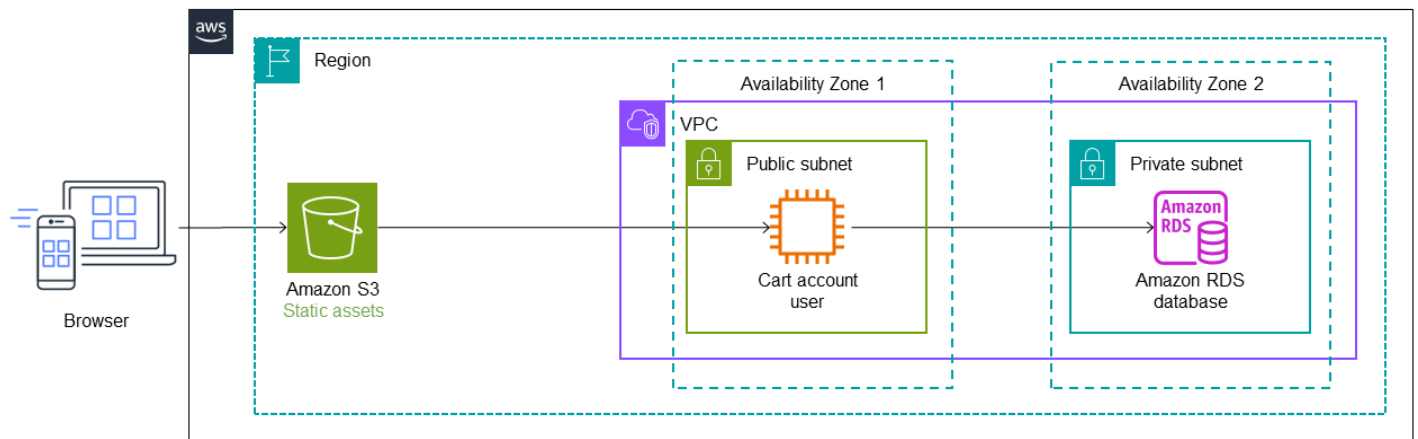 aws
Region
Availability Zone 1
Availability Zone 2
VPC
Public subnet
Private subnet
Amazon
RDS
Amazon S3
Static assets
Cart account
user
Amazon RDS
database
Browser